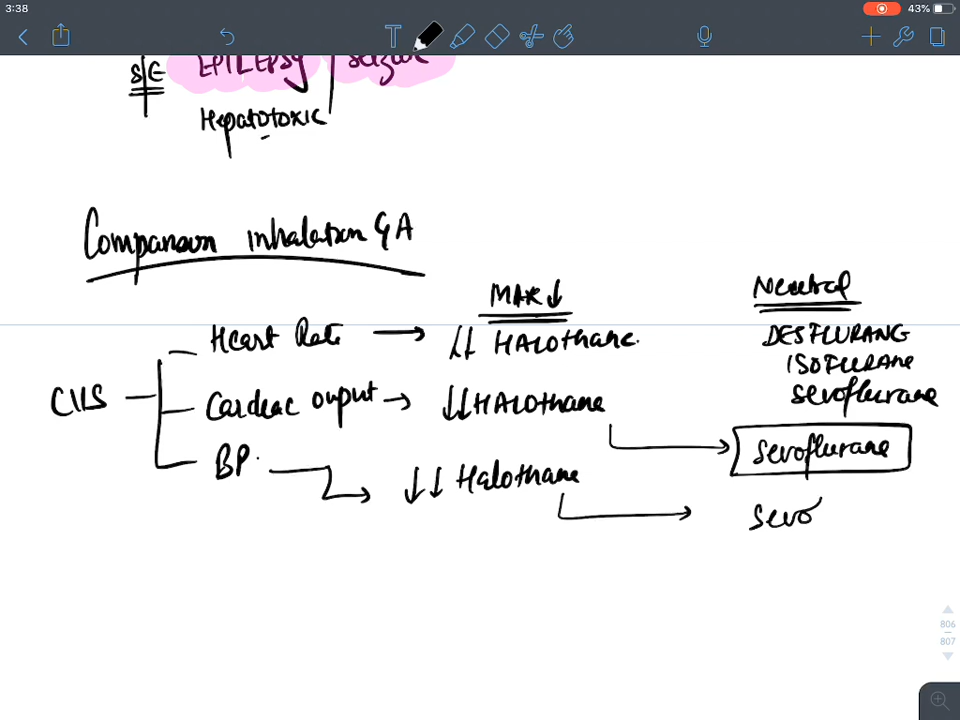 3:38
43%
T
S/E EPILEPSY
Hepatotoxic
Comparison inhalation GA
MAX ↓
Neutral
Heart Rate → ↓↓ HALOthane
DESFLURANE
ISOFLURANE
CVS
Cardiac output → ↓↓ HALOthane
Sevoflurane
Sevoflurane
BP → ↓↓ Halothane
Sevo
806
807